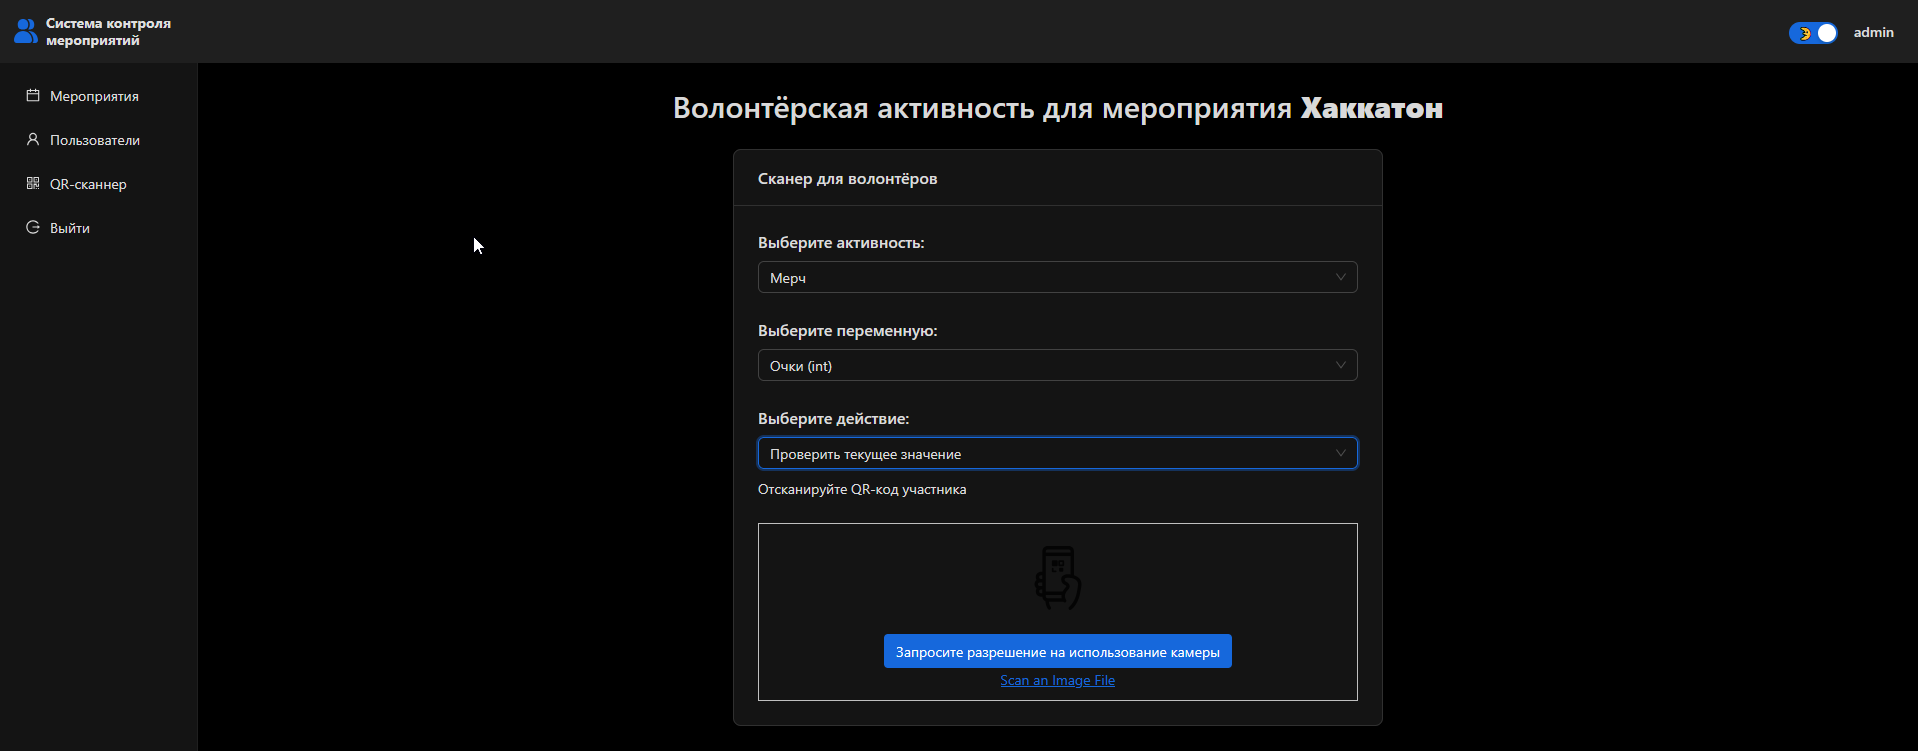 Система контроля
мероприятий
admin
Мероприятия
Пользователи
QR-сканнер
Выйти
Волонтёрская активность для мероприятия Хаккатон
Сканер для волонтёров
Выберите активность:
Мерч
Выберите переменную:
Очки (int)
Выберите действие:
Проверить текущее значение
Отсканируйте QR-код участника
Запросите разрешение на использование камеры
Scan an Image File